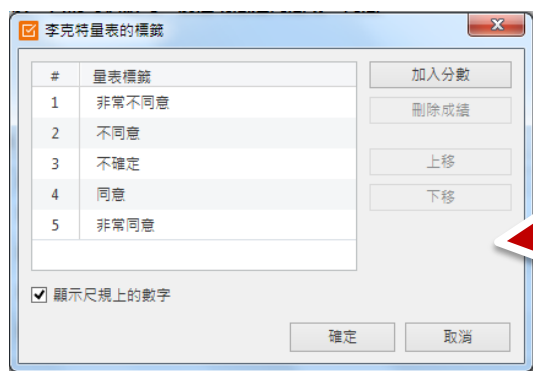 李克特量表的標籤
# 量表標籤
1 非常不同意
2 不同意
3 不確定
4 同意
5 非常同意
加入分數
刪除成績
上移
下移
顯示尺規上的數字
確定 取消